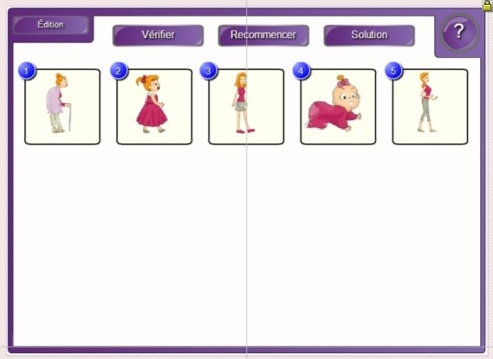 Édition
Vérifier
Recommencer
Solution
?
1
2
3
4
5